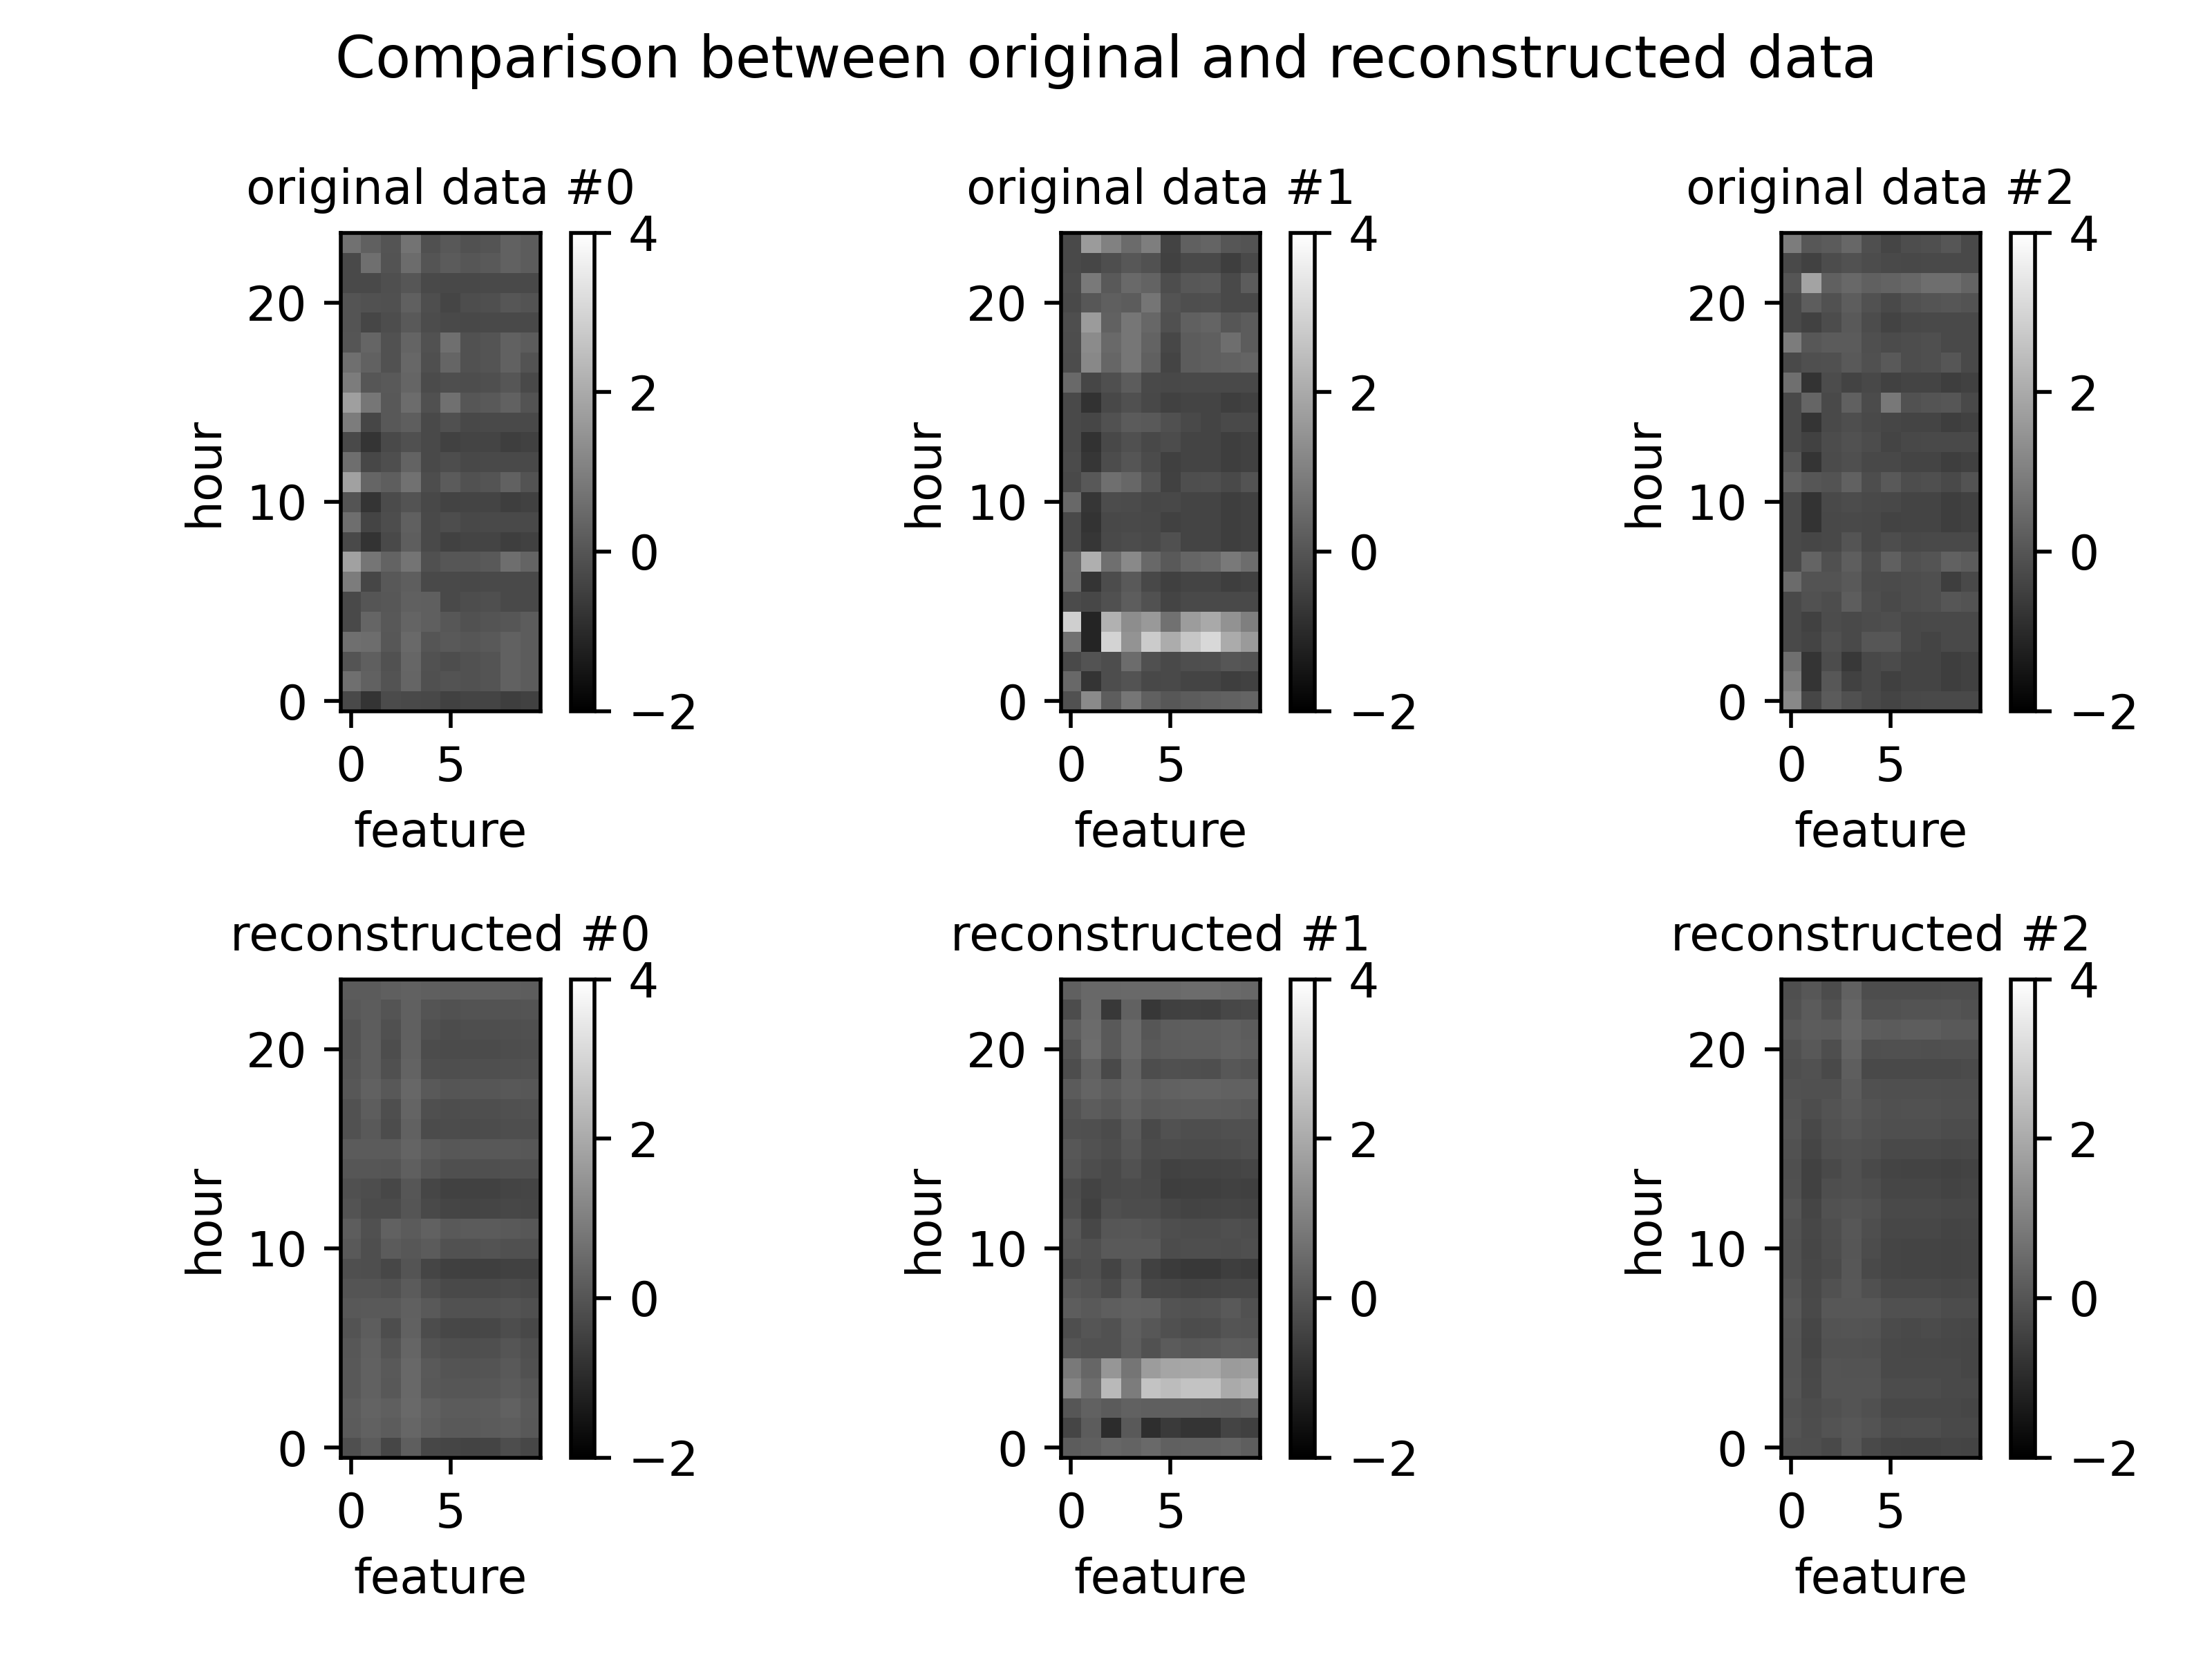 Comparison between original and reconstructed data
original data #0
original data #1
original data #2
4
2
0
−2
20
10
0
hour
0 5
feature
4
2
0
−2
20
10
0
hour
0 5
feature
4
2
0
−2
20
10
0
hour
0 5
feature
reconstructed #0
reconstructed #1
reconstructed #2
4
2
0
−2
20
10
0
hour
0 5
feature
4
2
0
−2
20
10
0
hour
0 5
feature
4
2
0
−2
20
10
0
hour
0 5
feature